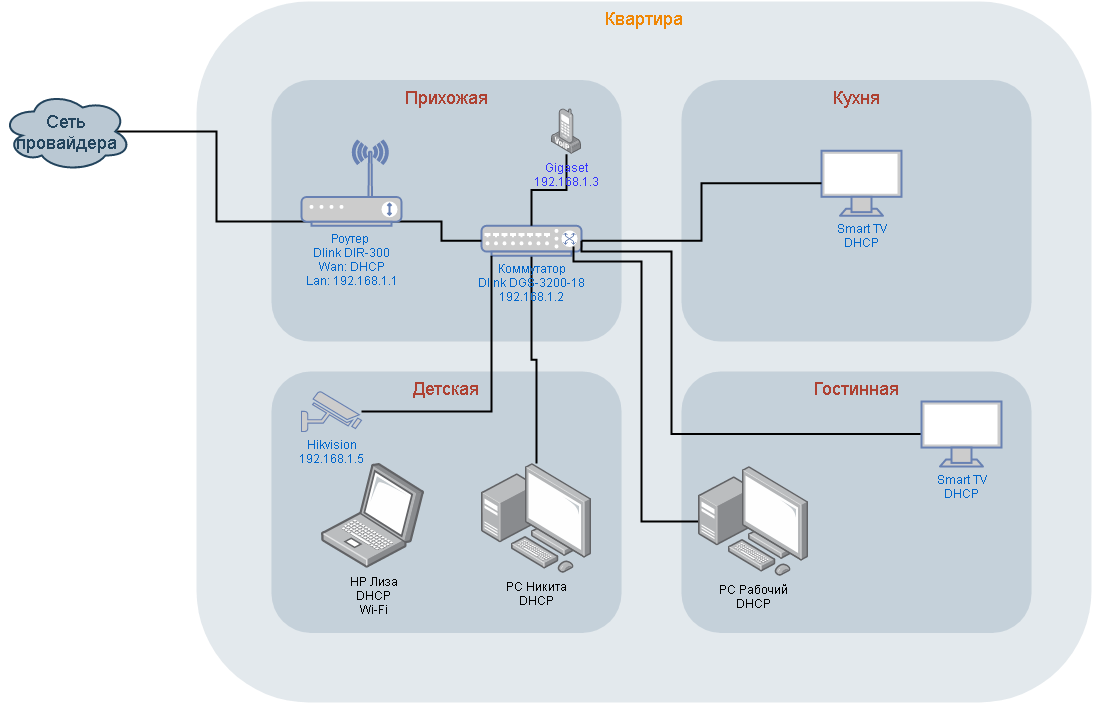 Квартира
Сеть
провайдера
Прихожая
VoIP
Gigaset
192.168.1.3
Роутер
Dlink DIR-300
Wan: DHCP
Lan: 192.168.1.1
Коммутатор
Dlink DGS-3200-18
192.168.1.2
Кухня
Smart TV
DHCP
Детская
Hikvision
192.168.1.5
HP Лиза
DHCP
Wi-Fi
PC Никита
DHCP
Гостинная
Smart TV
DHCP
PC Рабочий
DHCP